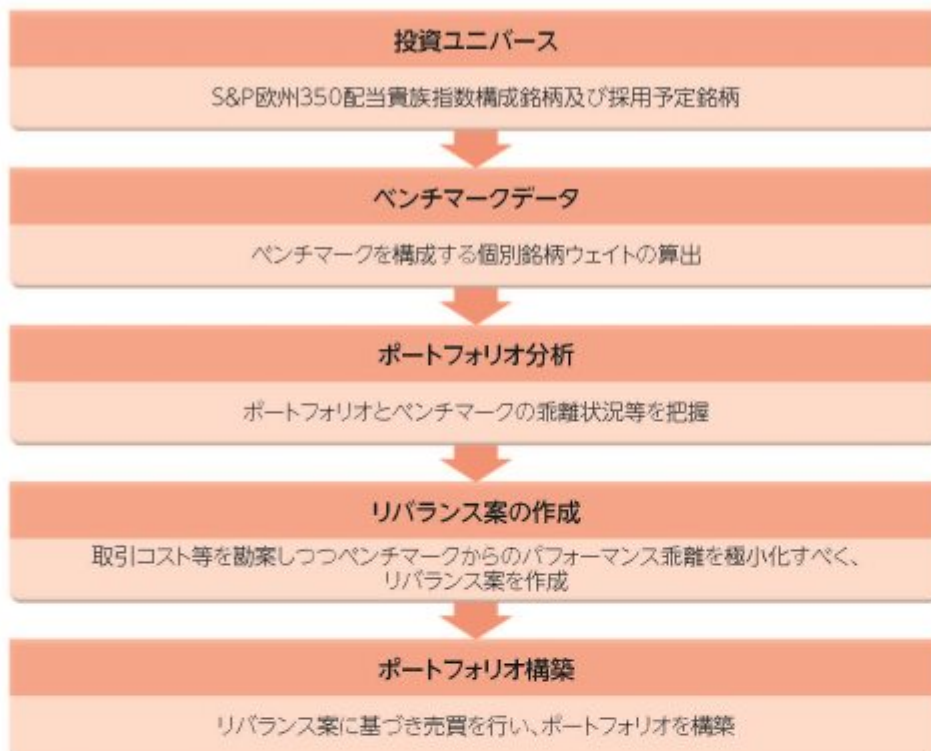 投資ユニバース
S&P欧州350配当貴族指数構成銘柄及び採用予定銘柄
ベンチマークデータ
ベンチマークを構成する個別銘柄ウェイトの算出
ポートフォリオ分析
ポートフォリオとベンチマークの乖離状況等を把握
リバランス案の作成
取引コスト等を勘案しつつベンチマークからのパフォーマンス乖離を極小化すべく、
リバランス案を作成
ポートフォリオ構築
リバランス案に基づき売買を行い、ポートフォリオを構築